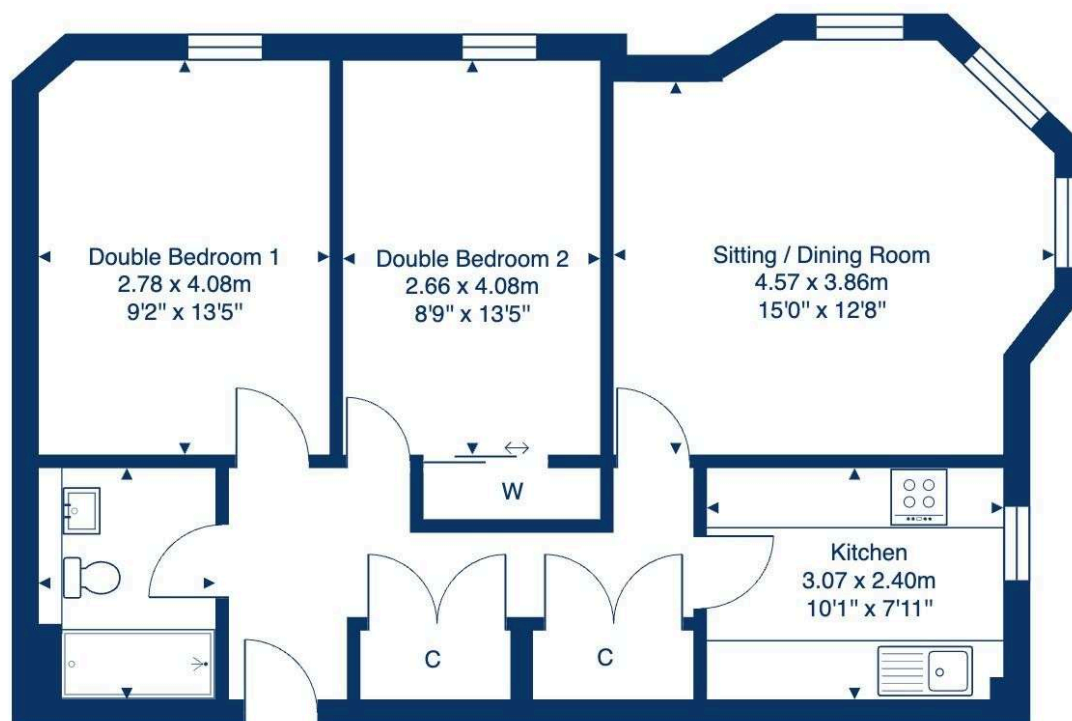 Double Bedroom 1
2.78 x 4.08m
9'2" x 13'5"
Double Bedroom 2
2.66 x 4.08m
8'9" x 13'5"
Sitting / Dining Room
4.57 x 3.86m
15'0" x 12'8"
W
Kitchen
3.07 x 2.40m
10'1" x 7'11"
C
C